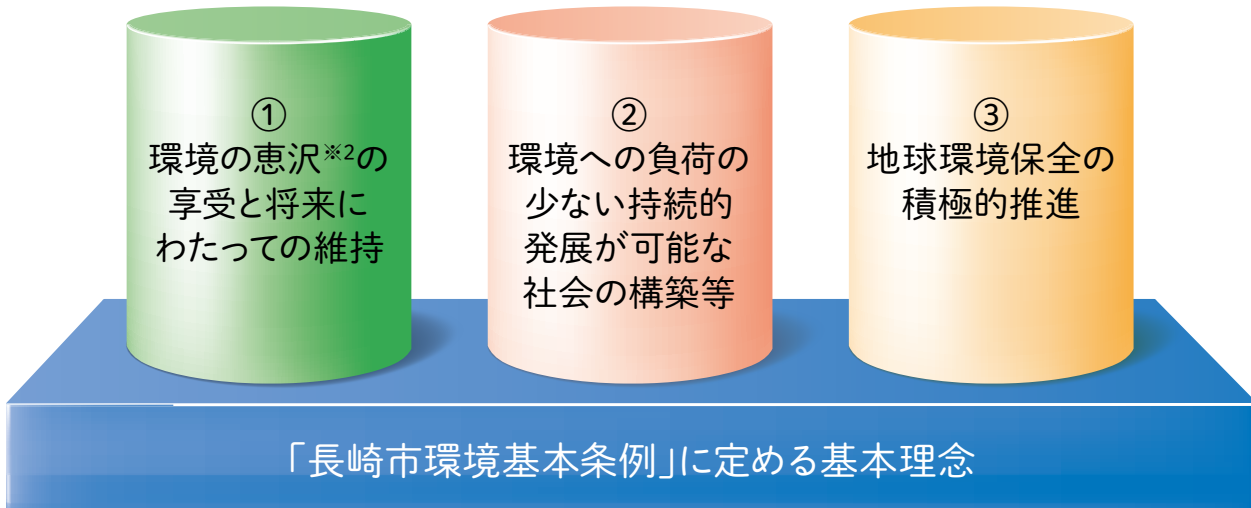 ①
環境の恵沢※2の
享受と将来に
わたっての維持
②
環境への負荷の
少ない持続的
発展が可能な
社会の構築等
③
地球環境保全の
積極的推進
「長崎市環境基本条例」に定める基本理念